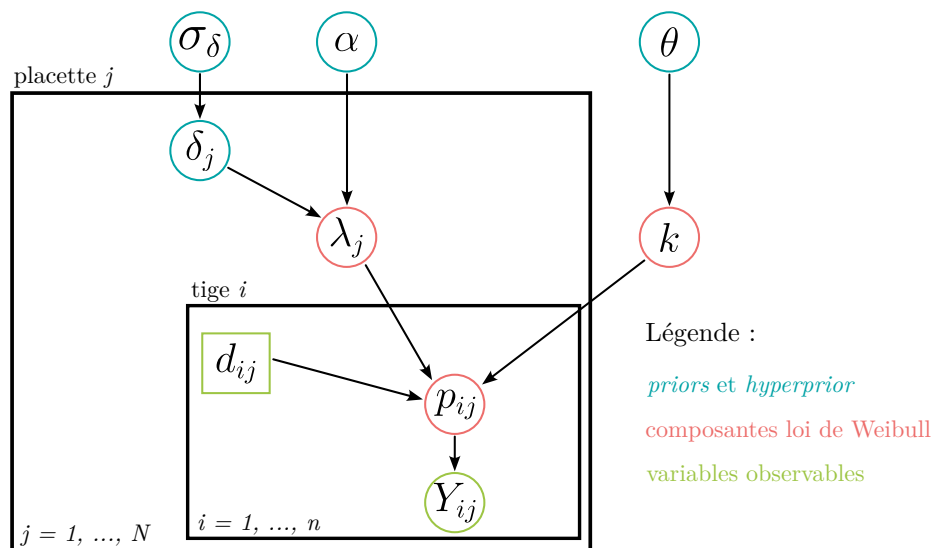 σδ
α
θ
placette j
δj
λj
k
tige i
dij
pij
Yij
i = 1, ..., n
j = 1, ..., N
Légende :
priors et hyperprior
composantes loi de Weibull
variables observables